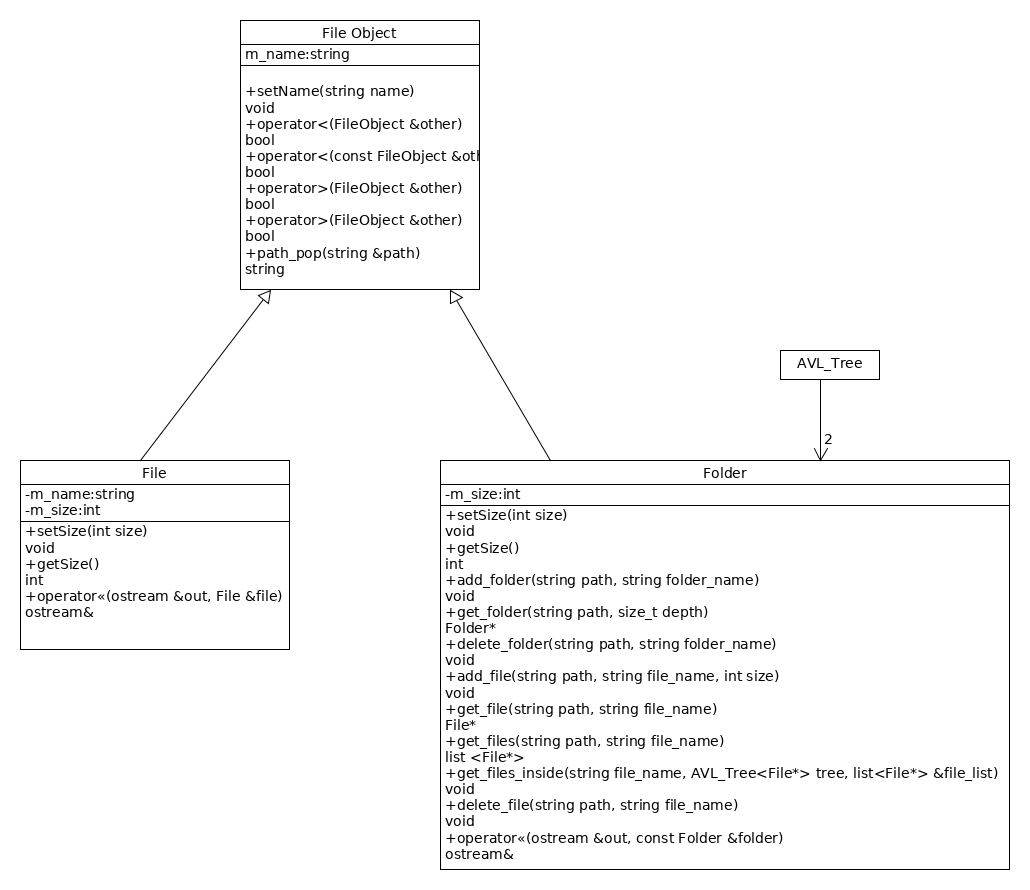 File Object
m_name:string
+setName(string name)
void
+operator<(FileObject &other)
bool
+operator<(const FileObject &oth
bool
+operator>(FileObject &other)
bool
+operator>(FileObject &other)
bool
+path_pop(string &path)
string
AVL_Tree
2
File
-m_name:string
-m_size:int
+setSize(int size)
void
+getSize()
int
+operator«(ostream &out, File &file)
ostream&
Folder
-m_size:int
+setSize(int size)
void
+getSize()
int
+add_folder(string path, string folder_name)
void
+get_folder(string path, size_t depth)
Folder*
+delete_folder(string path, string folder_name)
void
+add_file(string path, string file_name, int size)
void
+get_file(string path, string file_name)
File*
+get_files(string path, string file_name)
list <File*>
+get_files_inside(string file_name, AVL_Tree<File*> tree, list<File*> &file_list)
void
+delete_file(string path, string file_name)
void
+operator«(ostream &out, const Folder &folder)
ostream&